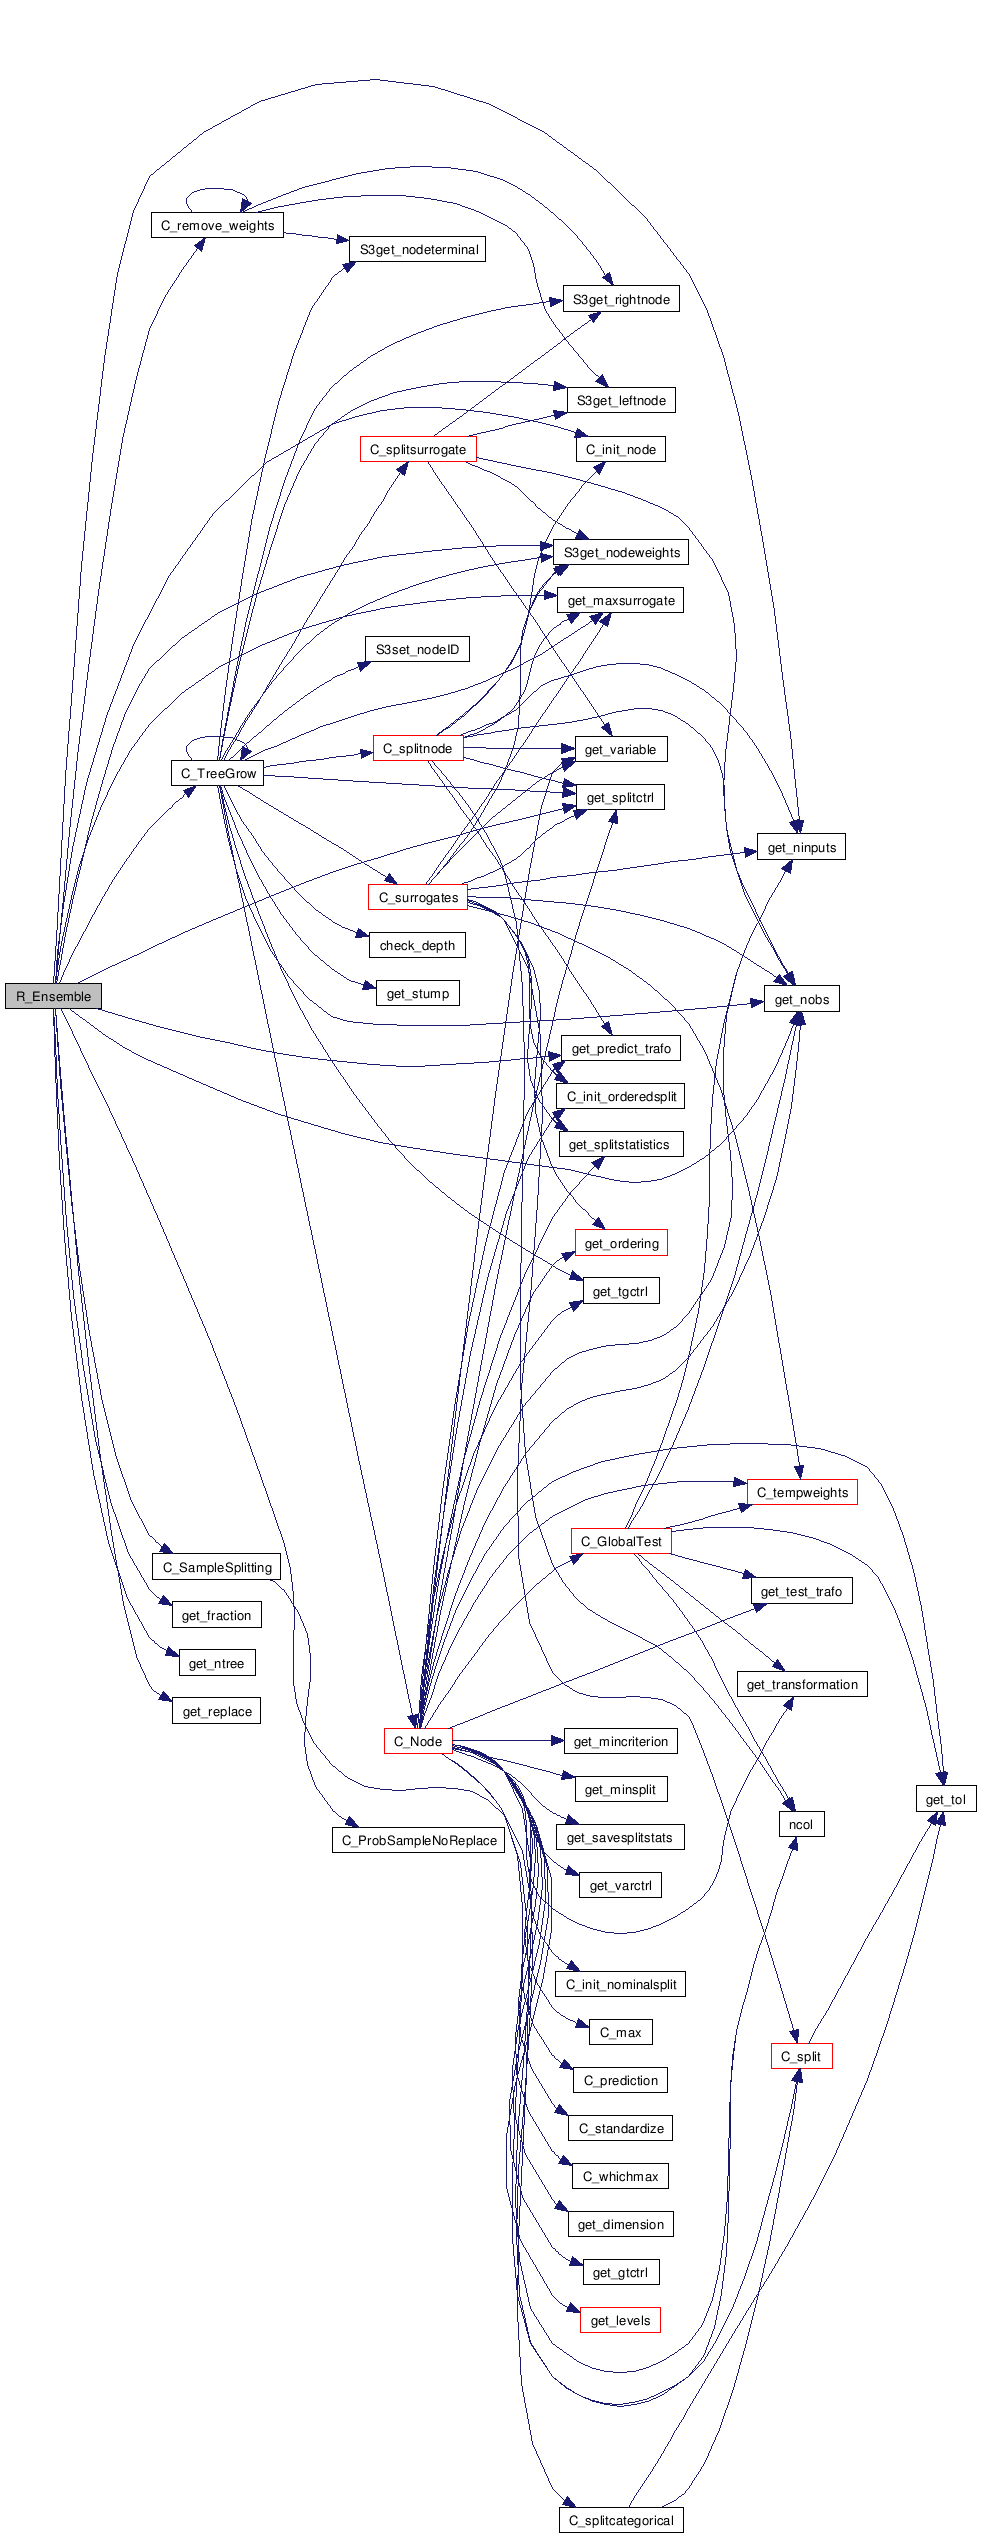 C_remove_weights
S3get_nodeterminal
S3get_rightnode
S3get_leftnode
C_splitsurrogate
C_init_node
S3get_nodeweights
get_maxsurrogate
S3set_nodeID
C_splitnode
get_variable
C_TreeGrow
get_splitctrl
get_ninputs
C_surrogates
check_depth
get_stump
R_Ensemble
get_nobs
get_predict_trafo
C_init_orderedsplit
get_splitstatistics
get_ordering
get_tgctrl
C_tempweights
C_GlobalTest
C_SampleSplitting
get_test_trafo
get_fraction
get_ntree
get_transformation
get_replace
C_Node
get_mincriterion
get_minsplit
get_tol
ncol
C_ProbSampleNoReplace
get_savesplitstats
get_varctrl
C_init_nominalsplit
C_max
C_split
C_prediction
C_standardize
C_whichmax
get_dimension
get_gtctrl
get_levels
C_splitcategorical